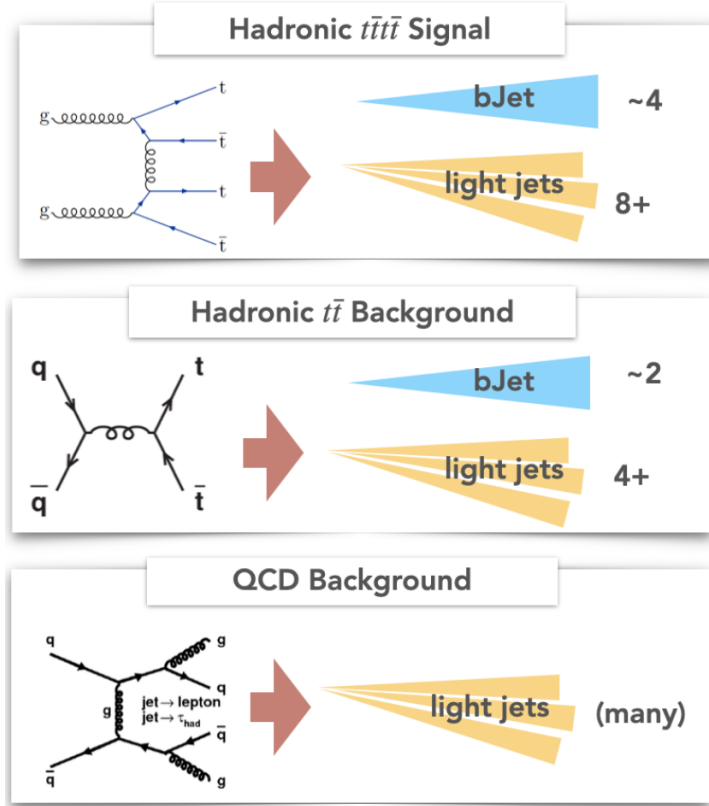 Hadronic tt̄tt̄ Signal
g
t
t̄
t
g
t̄
bJet
~4
light jets
8+
Hadronic tt̄ Background
q
t
q̄
t̄
bJet
~2
light jets
4+
QCD Background
q
g
q
g
jet→lepton
jet→τhad
q̄
q̄
g
light jets
(many)